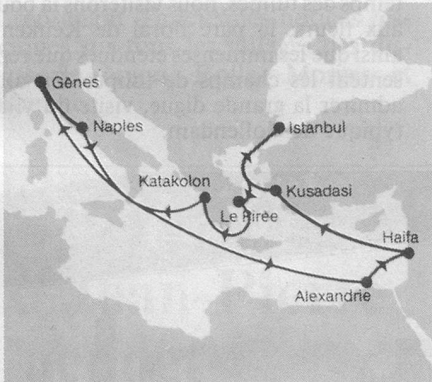 Gênes
Naples
Istanbul
Katakolon
Kusadasi
Le Pirée
Haifa
Alexandrie